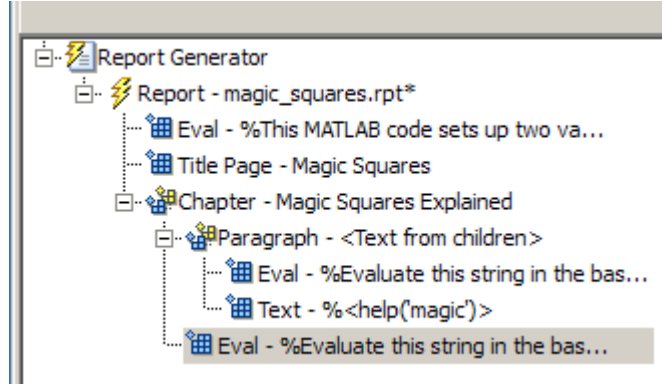 Report Generator
Report - magic_squares.rpt*
Eval - %This MATLAB code sets up two va...
Title Page - Magic Squares
Chapter - Magic Squares Explained
Paragraph - <Text from children>
Eval - %Evaluate this string in the bas...
Text - %<help('magic')>
Eval - %Evaluate this string in the bas...